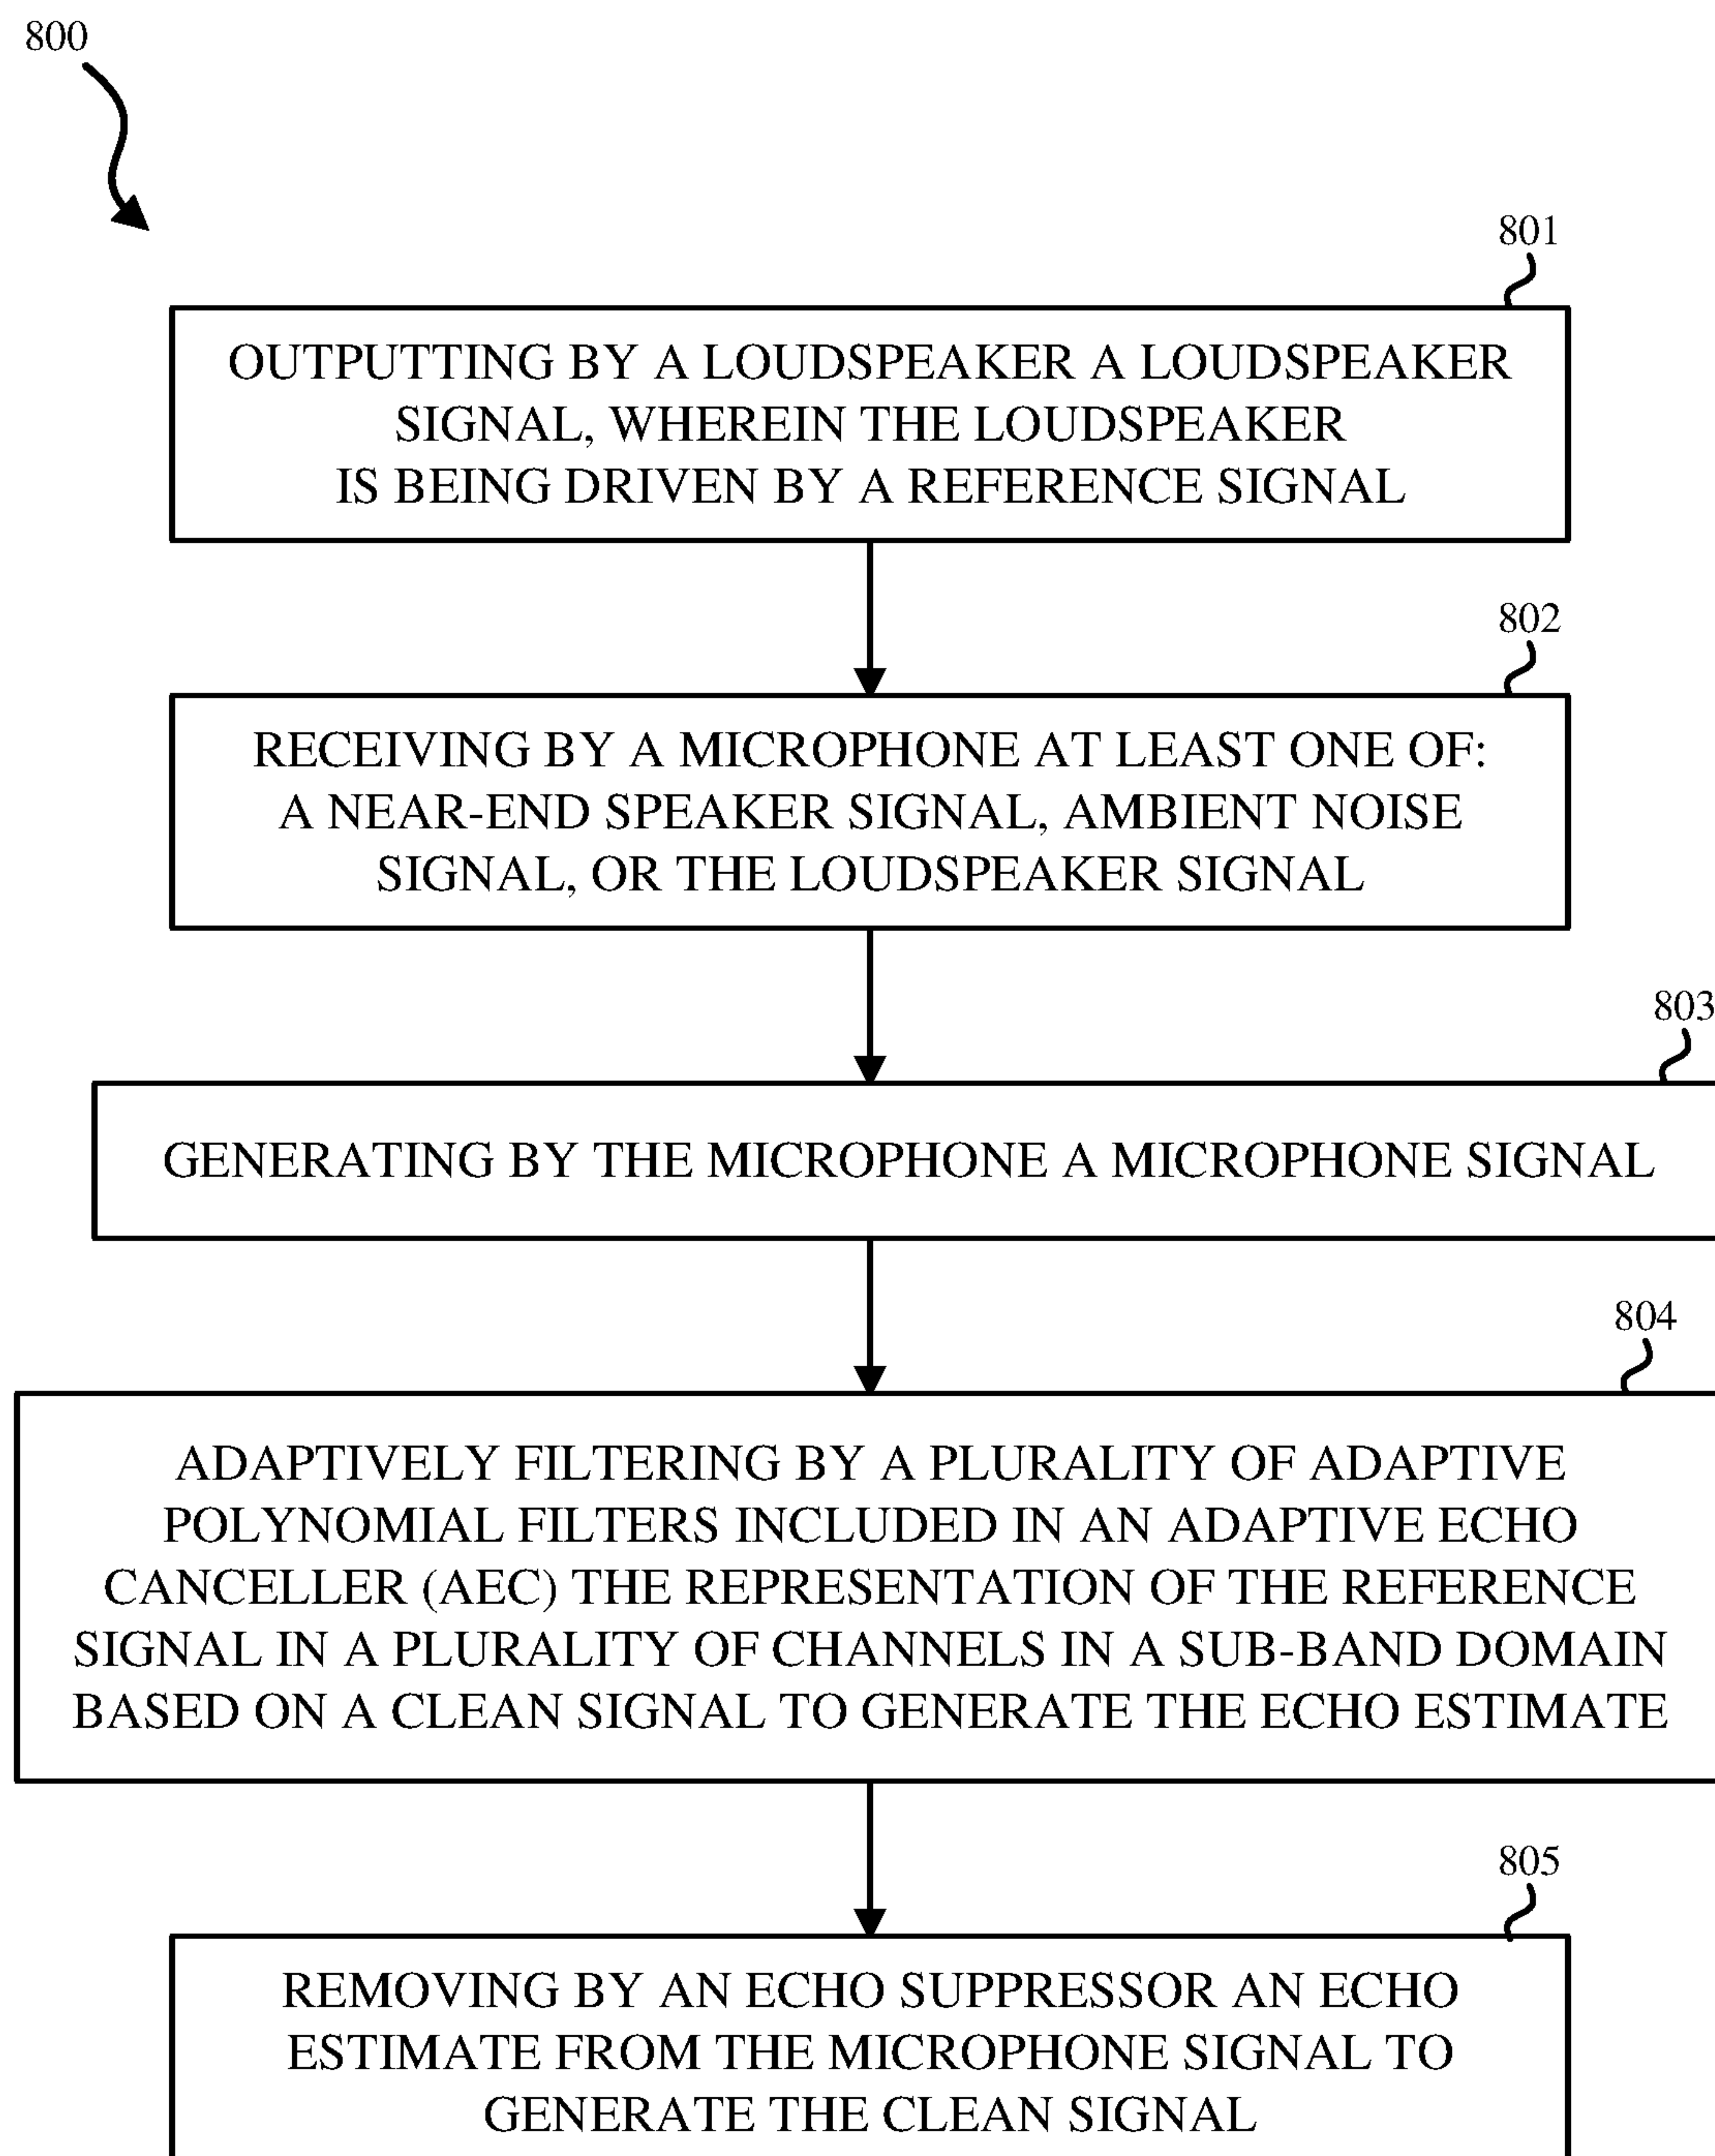 800
801
OUTPUTTING BY A LOUDSPEAKER A LOUDSPEAKER
SIGNAL, WHEREIN THE LOUDSPEAKER
IS BEING DRIVEN BY A REFERENCE SIGNAL
802
RECEIVING BY A MICROPHONE AT LEAST ONE OF:
A NEAR-END SPEAKER SIGNAL, AMBIENT NOISE
SIGNAL, OR THE LOUDSPEAKER SIGNAL
803
GENERATING BY THE MICROPHONE A MICROPHONE SIGNAL
804
ADAPTIVELY FILTERING BY A PLURALITY OF ADAPTIVE
POLYNOMIAL FILTERS INCLUDED IN AN ADAPTIVE ECHO
CANCELLER (AEC) THE REPRESENTATION OF THE REFERENCE
SIGNAL IN A PLURALITY OF CHANNELS IN A SUB-BAND DOMAIN
BASED ON A CLEAN SIGNAL TO GENERATE THE ECHO ESTIMATE
805
REMOVING BY AN ECHO SUPPRESSOR AN ECHO
ESTIMATE FROM THE MICROPHONE SIGNAL TO
GENERATE THE CLEAN SIGNAL